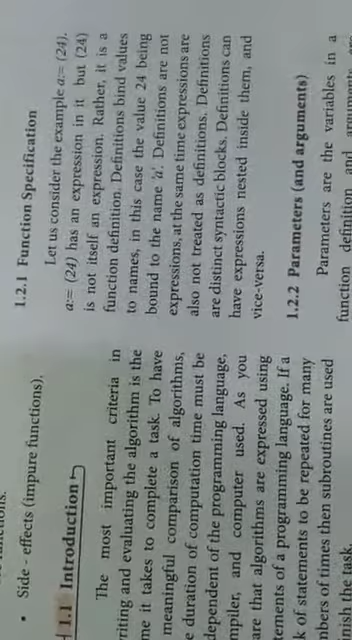 • Side - effects (impure functions).
1.1 Introduction
The most important criteria in
riting and evaluating the algorithm is the
me it takes to complete a task. To have
meaningful comparison of algorithms,
e duration of computation time must be
dependent of the programming language,
mpiler, and computer used. As you
are that algorithms are expressed using
tements of a programming language. If a
k of statements to be repeated for many
mbers of times then subroutines are used
nish the task.
1.2.1 Function Specification
Let us consider the example a:= (24).
a:= (24) has an expression in it but (24)
is not itself an expression. Rather, it is a
function definition. Definitions bind values
to names, in this case the value 24 being
bound to the name ‘a’. Definitions are not
expressions, at the same time expressions are
also not treated as definitions. Definitions
are distinct syntactic blocks. Definitions can
have expressions nested inside them, and
vice-versa.
1.2.2 Parameters (and arguments)
Parameters are the variables in a
function definition and arguments are